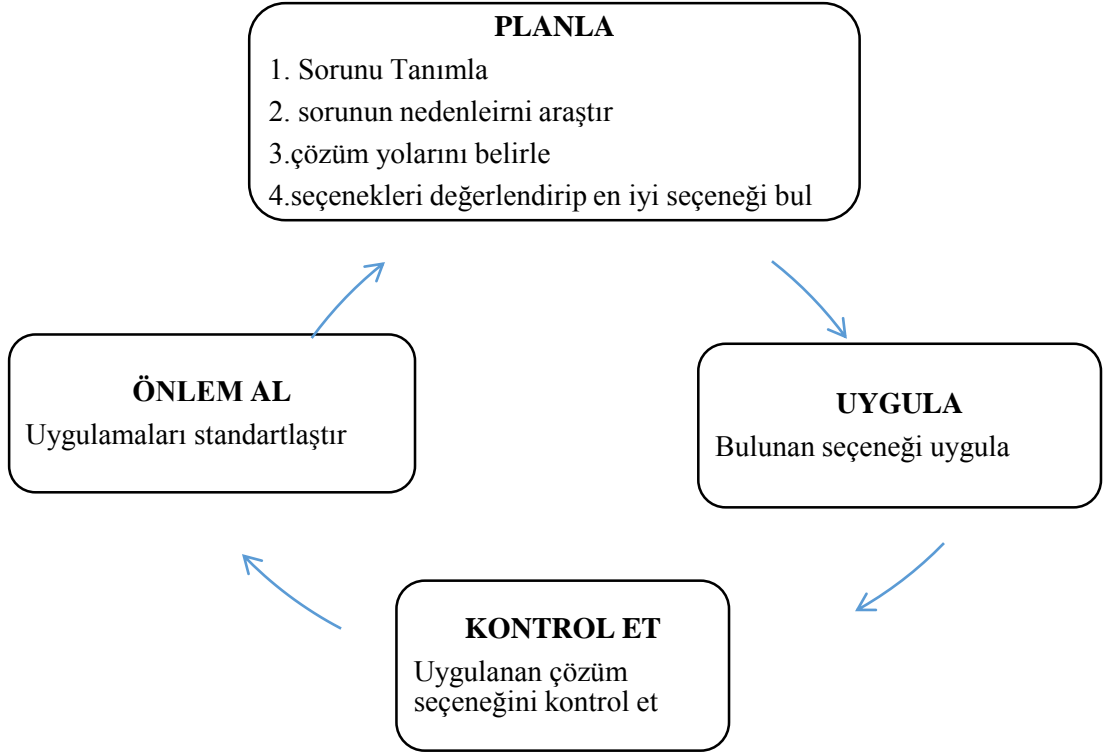 PLANLA
1. Sorunu Tanımla
2. sorunun nedenleirni araştır
3.çözüm yolarını belirle
4.seçenekleri değerlendirip en iyi seçeneği bul
ÖNLEM AL
Uygulamaları standartlaştır
UYGULA
Bulunan seçeneği uygula
KONTROL ET
Uygulanan çözüm
seçeneğini kontrol et